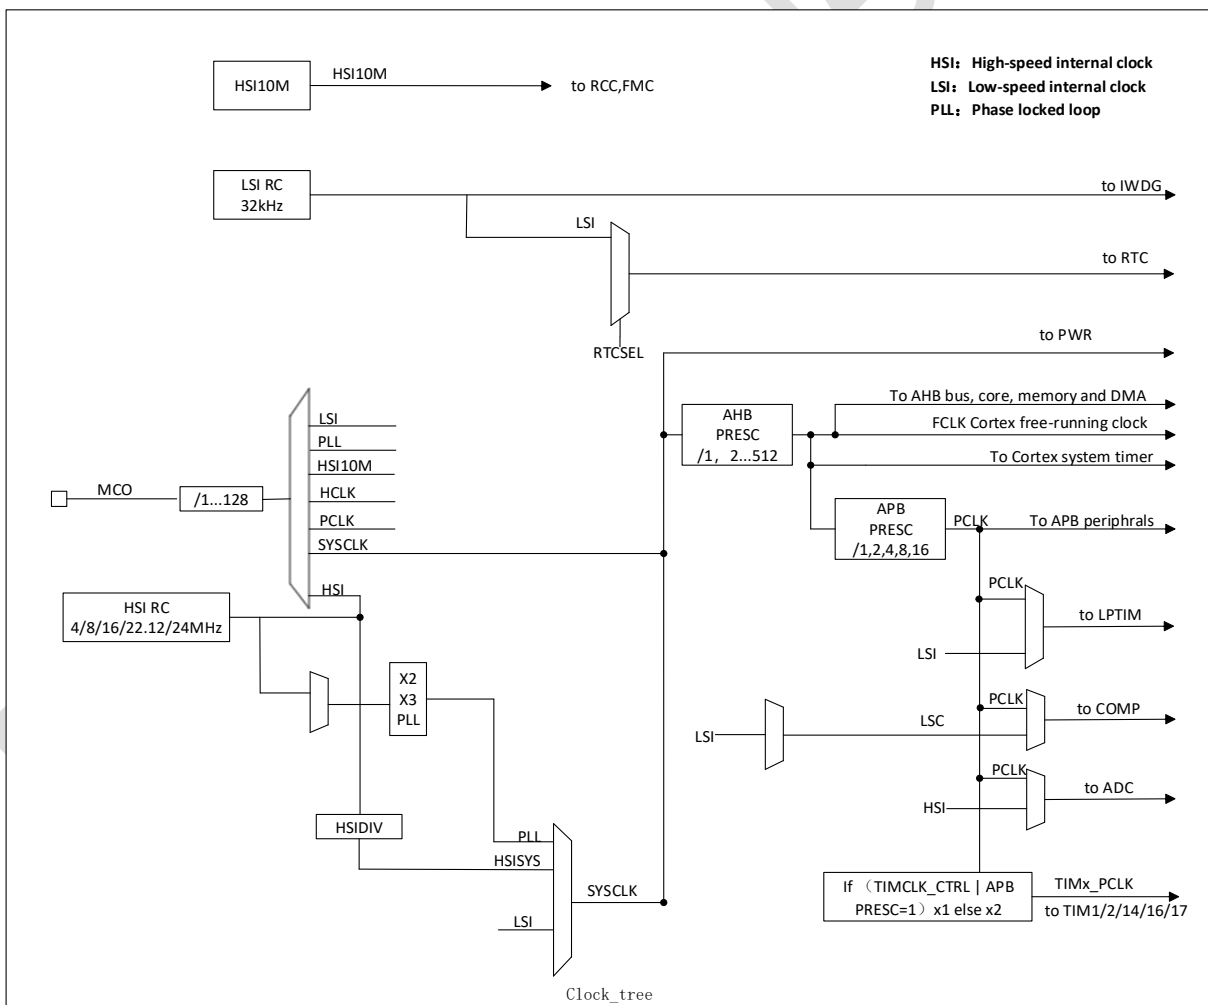 HSI： High-speed internal clock
LSI： Low-speed internal clock
PLL： Phase locked loop
HSI10M
HSI10M
to RCC,FMC
LSI RC
32kHz
to IWDG
LSI
to RTC
RTCSEL
to PWR
AHB
PRESC
/1， 2...512
To AHB bus, core, memory and DMA
FCLK Cortex free-running clock
To Cortex system timer
LSI
PLL
HSI10M
HCLK
PCLK
SYSCLK
HSI
MCO
/1...128
APB
PRESC
/1,2,4,8,16
PCLK
To APB periphrals
HSI RC
4/8/16/22.12/24MHz
PCLK
LSI
to LPTIM
X2
X3
PLL
PCLK
LSI
LSC
to COMP
PCLK
HSI
to ADC
HSIDIV
PLL
HSISYS
LSI
SYSCLK
If （TIMCLK_CTRL | APB
PRESC=1）x1 else x2
TIMx_PCLK
to TIM1/2/14/16/17
Clock_tree